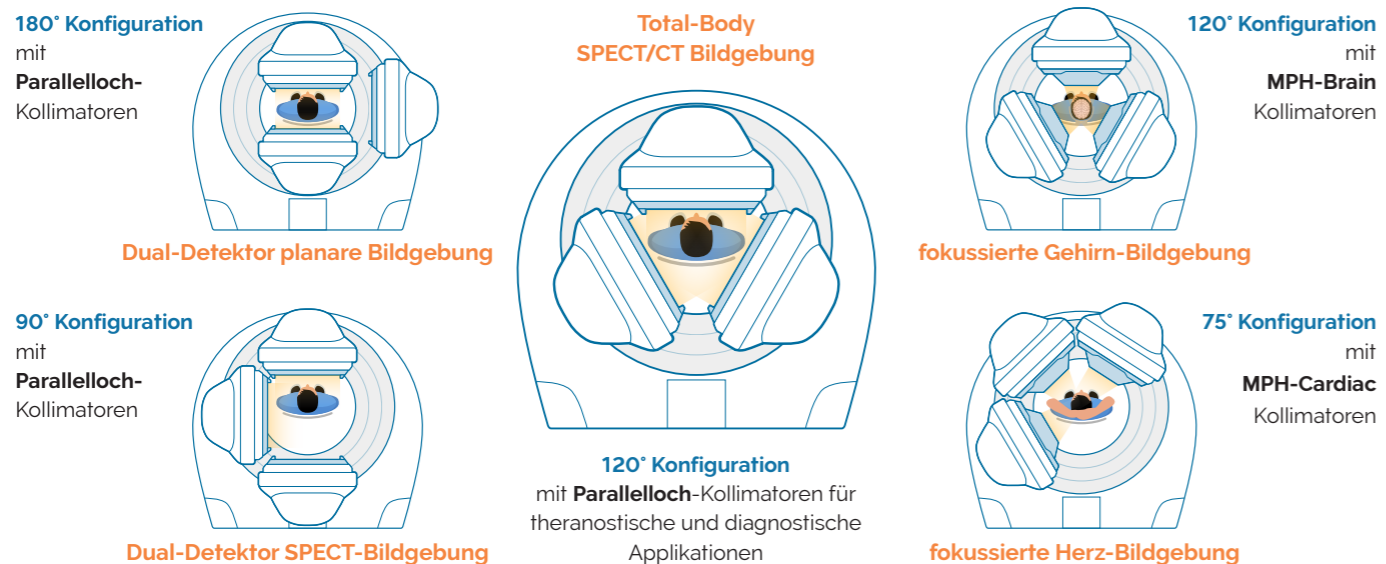 180° Konfiguration
mit
Parallelloch-
Kollimatoren
Dual-Detektor planare Bildgebung
90° Konfiguration
mit
Parallelloch-
Kollimatoren
Dual-Detektor SPECT-Bildgebung
Total-Body
SPECT/CT Bildgebung
120° Konfiguration
mit Parallelloch-Kollimatoren für
theranostische und diagnostische
Applikationen
120° Konfiguration
mit
MPH-Brain
Kollimatoren
fokussierte Gehirn-Bildgebung
75° Konfiguration
mit
MPH-Cardiac
Kollimatoren
fokussierte Herz-Bildgebung